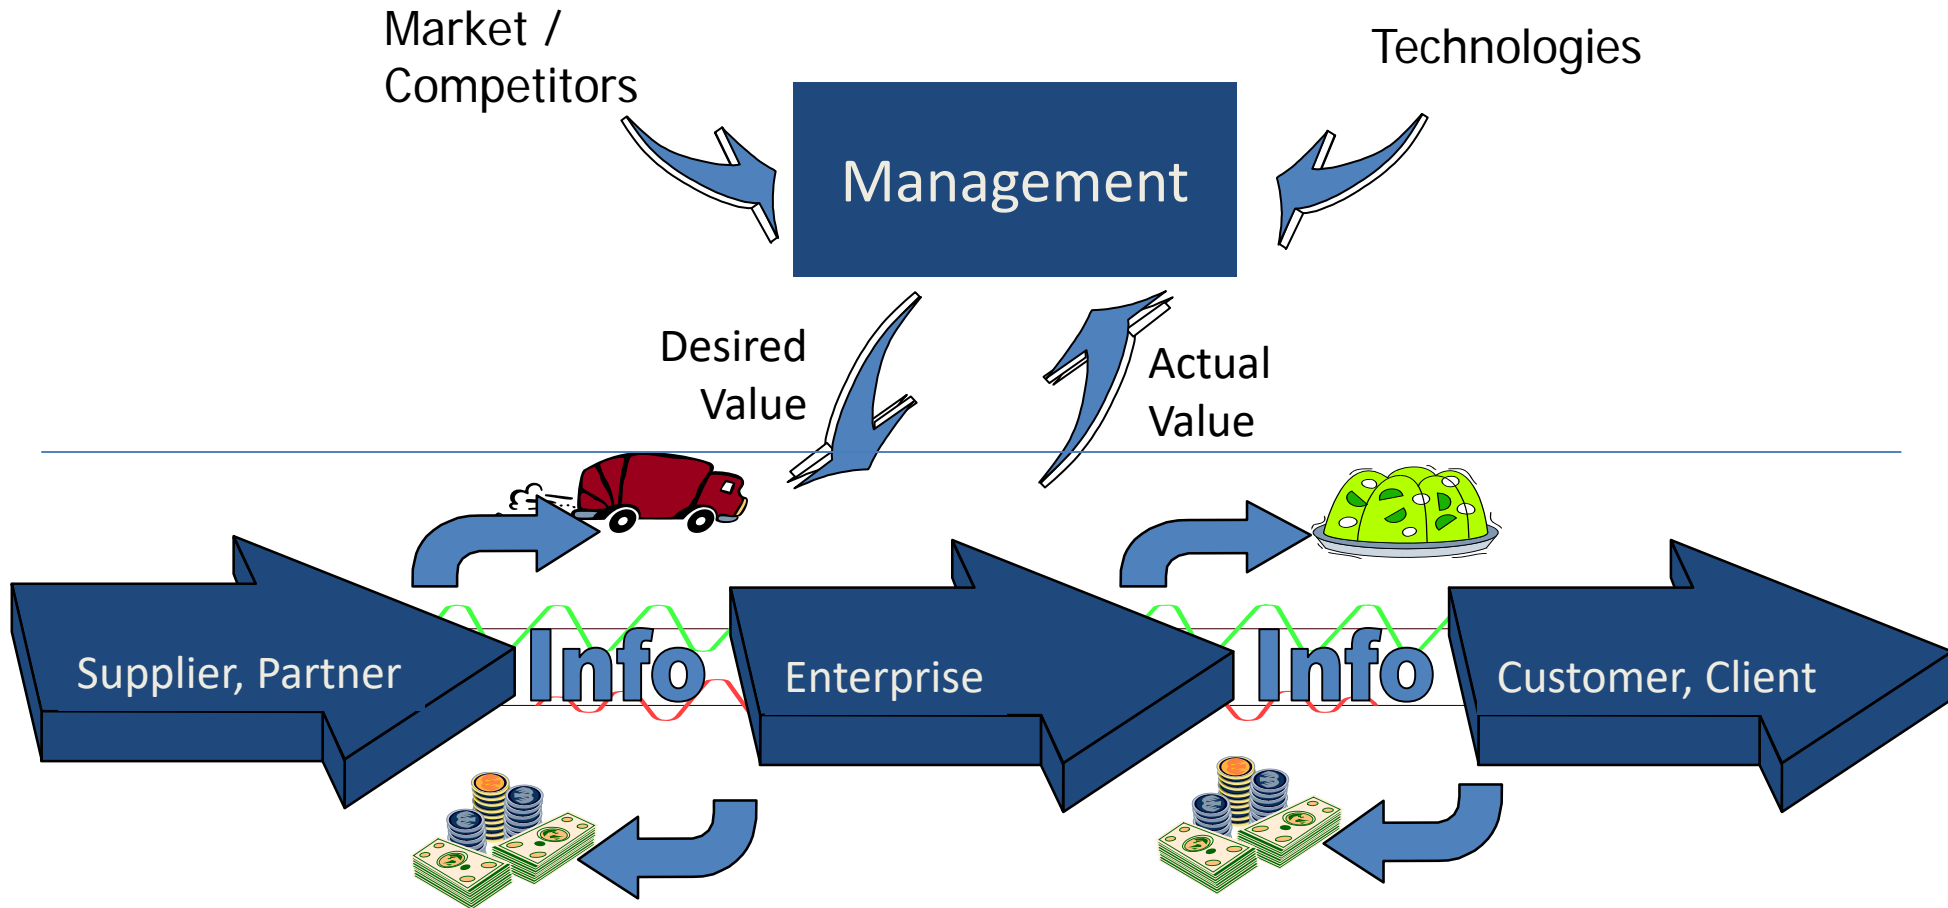 Market /
Competitors
Technologies
Management
Desired
Value
Actual
Value
Supplier, Partner
Info
Enterprise
Info
Customer, Client